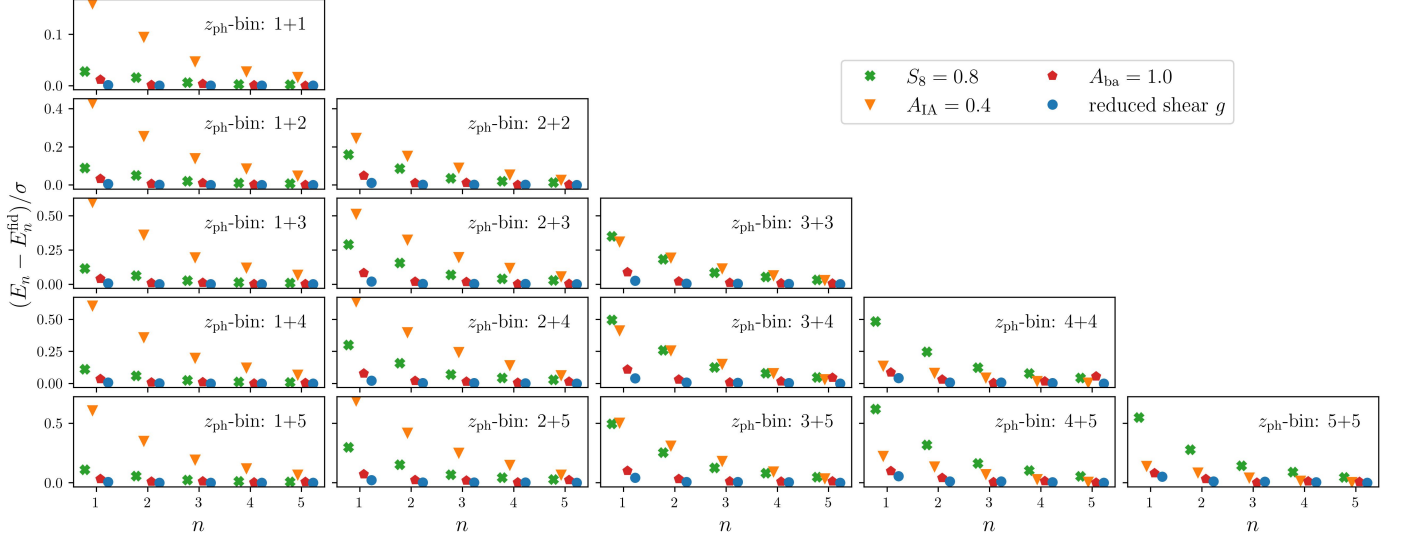 z_ph-bin: 1+1
0.1
0.0
S_8 = 0.8
A_ba = 1.0
A_IA = 0.4
reduced shear g
z_ph-bin: 1+2
z_ph-bin: 2+2
0.4
0.2
0.0
(E_n − E_n^fid)/σ
z_ph-bin: 1+3
z_ph-bin: 2+3
z_ph-bin: 3+3
0.50
0.25
0.00
z_ph-bin: 1+4
z_ph-bin: 2+4
z_ph-bin: 3+4
z_ph-bin: 4+4
0.50
0.25
0.00
z_ph-bin: 1+5
z_ph-bin: 2+5
z_ph-bin: 3+5
z_ph-bin: 4+5
z_ph-bin: 5+5
0.5
0.0
1 2 3 4 5
1 2 3 4 5
1 2 3 4 5
1 2 3 4 5
1 2 3 4 5
n
n
n
n
n